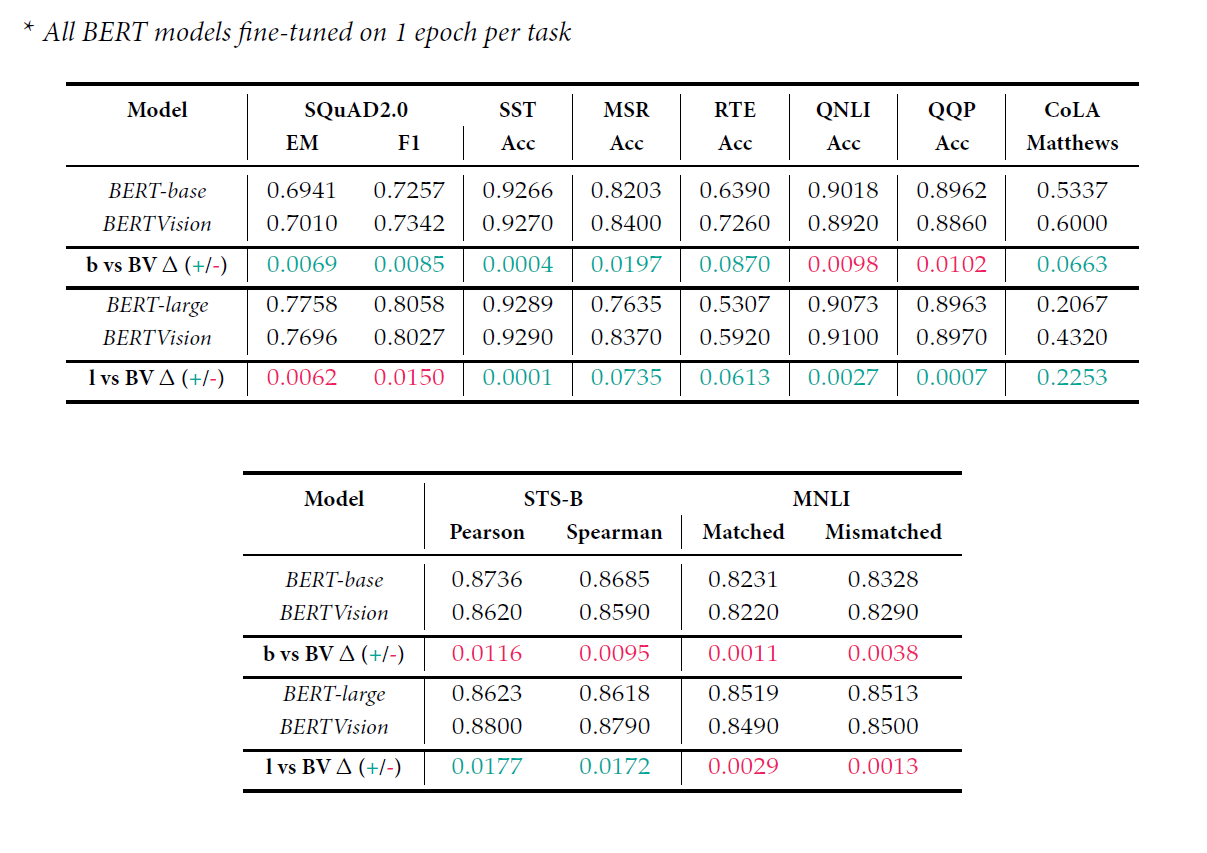 * All BERT models fine-tuned on 1 epoch per task
Model SQuAD2.0 SST MSR RTE QNLI QQP CoLA
EM F1 Acc Acc Acc Acc Acc Matthews
BERT-base 0.6941 0.7257 0.9266 0.8203 0.6390 0.9018 0.8962 0.5337
BERTVision 0.7010 0.7342 0.9270 0.8400 0.7260 0.8920 0.8860 0.6000
b vs BV Δ (+/-) 0.0069 0.0085 0.0004 0.0197 0.0870 0.0098 0.0102 0.0663
BERT-large 0.7758 0.8058 0.9289 0.7635 0.5307 0.9073 0.8963 0.2067
BERTVision 0.7696 0.8027 0.9290 0.8370 0.5920 0.9100 0.8970 0.4320
l vs BV Δ (+/-) 0.0062 0.0150 0.0001 0.0735 0.0613 0.0027 0.0007 0.2253
Model STS-B MNLI
Pearson Spearman Matched Mismatched
BERT-base 0.8736 0.8685 0.8231 0.8328
BERTVision 0.8620 0.8590 0.8220 0.8290
b vs BV Δ (+/-) 0.0116 0.0095 0.0011 0.0038
BERT-large 0.8623 0.8618 0.8519 0.8513
BERTVision 0.8800 0.8790 0.8490 0.8500
l vs BV Δ (+/-) 0.0177 0.0172 0.0029 0.0013